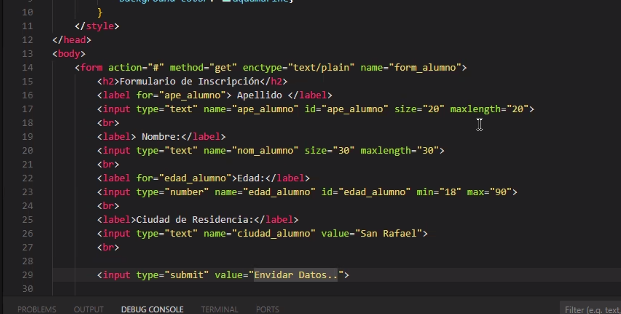 10 }
11 </style>
12 </head>
13 <body>
14 <form action="#" method="get" enctype="text/plain" name="form_alumno">
15 <h2>Formulario de Inscripción</h2>
16 <label for="ape_alumno"> Apellido </label>
17 <input type="text" name="ape_alumno" id="ape_alumno" size="20" maxlength="20">
18 <br>
19 <label> Nombre:</label>
20 <input type="text" name="nom_alumno" size="30" maxlength="30">
21 <br>
22 <label for="edad_alumno">Edad:</label>
23 <input type="number" name="edad_alumno" id="edad_alumno" min="18" max="90">
24 <br>
25 <label>Ciudad de Residencia:</label>
26 <input type="text" name="ciudad_alumno" value="San Rafael">
27 <br>
28
29 <input type="submit" value="Envidar Datos..">
30
PROBLEMS OUTPUT DEBUG CONSOLE TERMINAL PORTS Filter (e.g. text